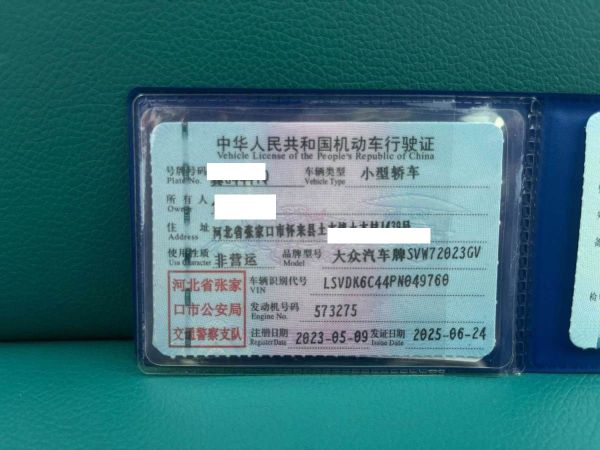 中华人民共和国机动车行驶证
Vehicle License of the People's Republic of China
号牌号码 车辆类型 小型轿车
Plate No. Vehicle Type
所有人
Owner
住址 河北省张家口市怀来县土
Address
使用性质 非营运 品牌型号 大众汽车牌SVW72023GV
Use Character Model
河北省张家 车辆识别代号 LSVDK6C44PN049760
VIN
口市公安局 发动机号码 573275
Engine No.
交通警察支队 注册日期 2023-05-09 发证日期 2025-06-24
Register Date Issue Date